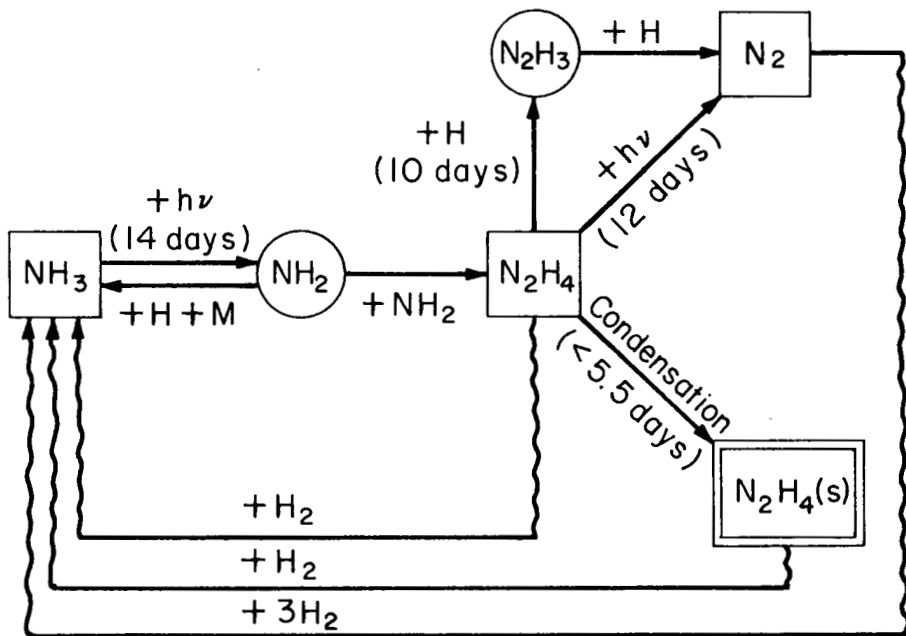 + H
N₂H₃
N₂
+ H
(10 days)
+ hν
(12 days)
+ hν
(14 days)
NH₃
NH₂
N₂H₄
+ H + M
+ NH₂
Condensation
(< 5.5 days)
N₂H₄(s)
+ H₂
+ H₂
+ 3H₂